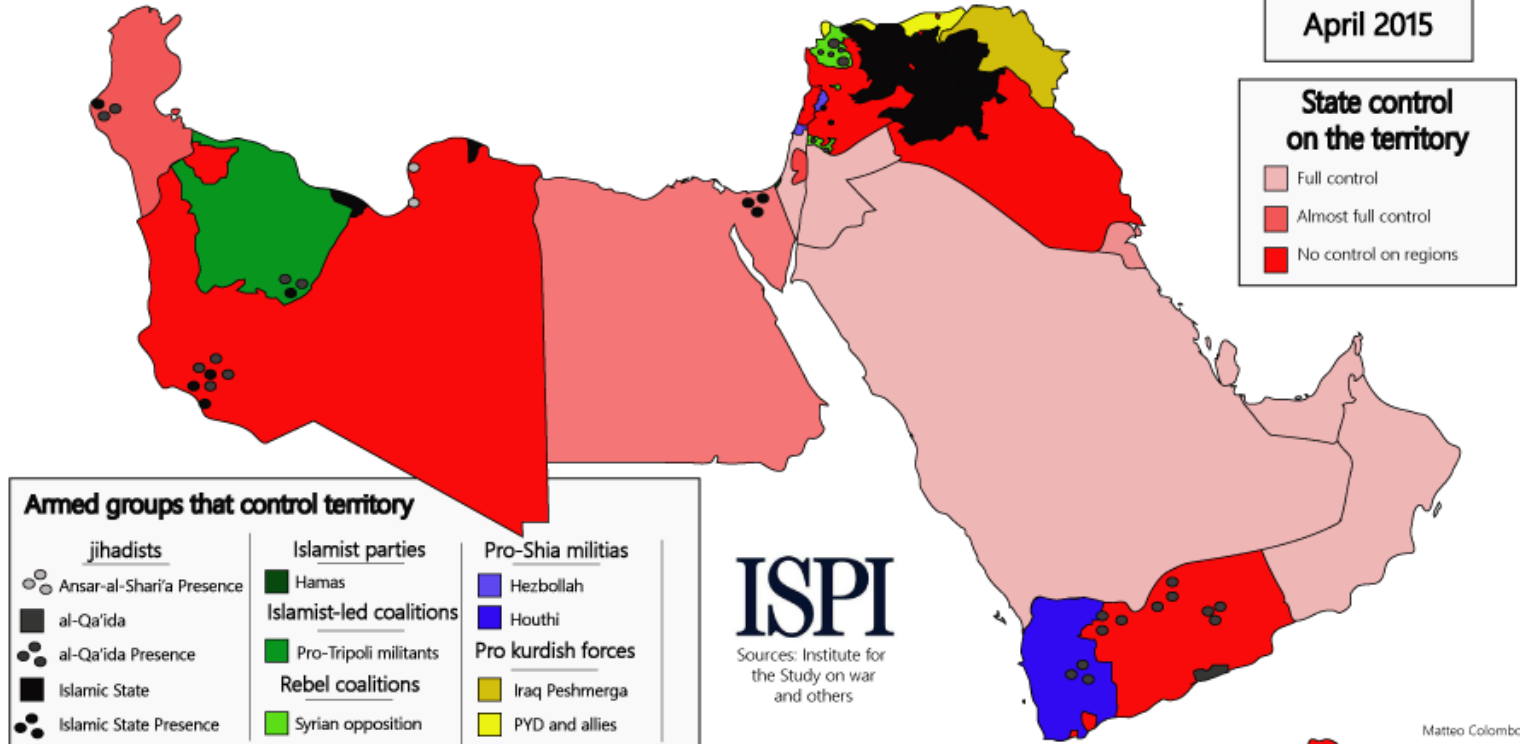 April 2015
State control
on the territory
Full control
Almost full control
No control on regions
Armed groups that control territory
jihadists
Ansar-al-Shari'a Presence
al-Qa'ida
al-Qa'ida Presence
Islamic State
Islamic State Presence
Islamist parties
Hamas
Islamist-led coalitions
Pro-Tripoli militants
Rebel coalitions
Syrian opposition
Pro-Shia militias
Hezbollah
Houthi
Pro kurdish forces
Iraq Peshmerga
PYD and allies
ISPI
Sources: Institute for
the Study on war
and others
Matteo Colombo